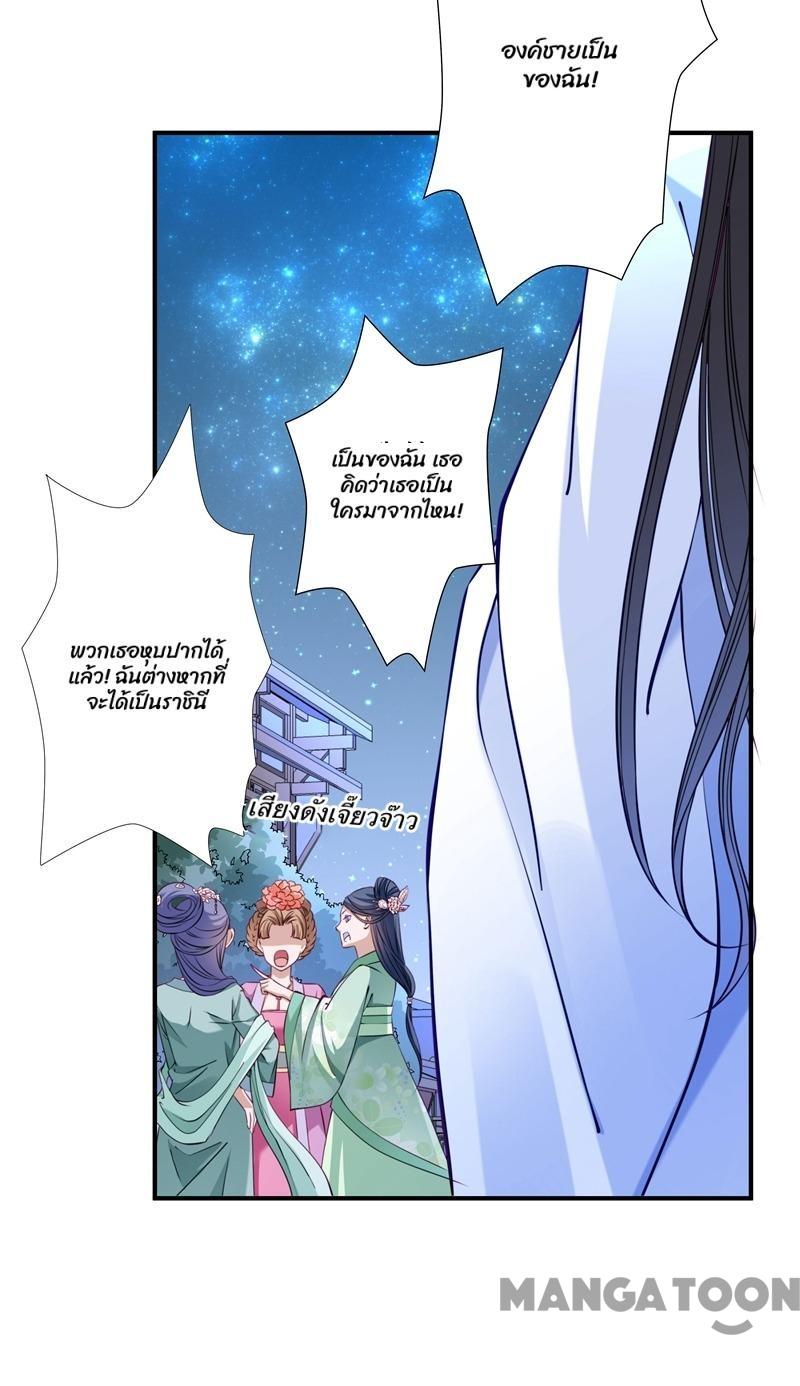 องค์ชายเป็น
ของฉัน!
เป็นของฉัน เธอ
คิดว่าเธอเป็น
ใครมาจากไหน!
พวกเธอหุบปากได้
แล้ว! ฉันต่างหากที่
จะได้เป็นราชินี
เสียงดังเจี๊ยวจ๊าว
MANGATOON